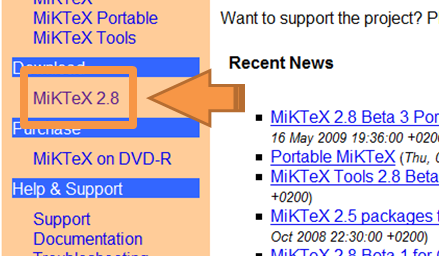 MiKTeX
MiKTeX Portable
MiKTeX Tools
Download
MiKTeX 2.8
Purchase
MiKTeX on DVD-R
Help & Support
Support
Documentation
Troubleshooting
Want to support the project? P
Recent News
MiKTeX 2.8 Beta 3 Por
16 May 2009 19:36:00 +020
Portable MiKTeX (Thu,
MiKTeX Tools 2.8 Beta
+0200)
MiKTeX 2.5 packages t
Oct 2008 22:30:00 +0200)
MiKTeX 2.8 Beta 1 for